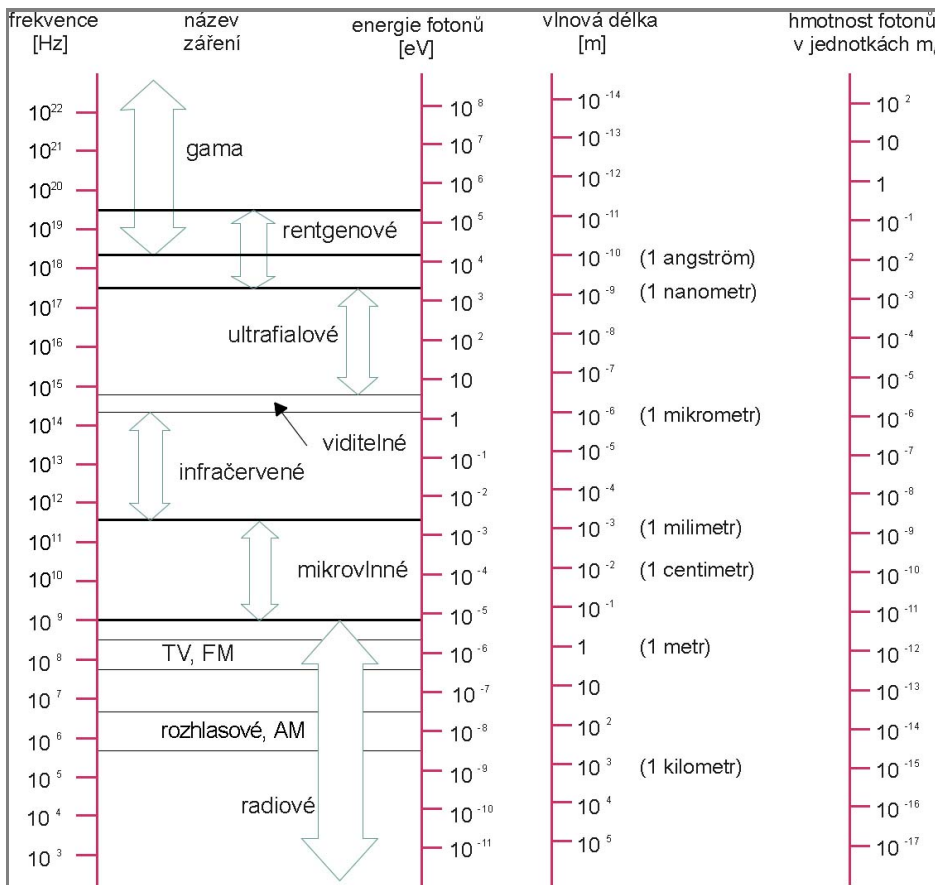 frekvence
[Hz]
10²²
10²¹
10²⁰
10¹⁹
10¹⁸
10¹⁷
10¹⁶
10¹⁵
10¹⁴
10¹³
10¹²
10¹¹
10¹⁰
10⁹
10⁸
10⁷
10⁶
10⁵
10⁴
10³
název
záření
gama
rentgenové
ultrafialové
viditelné
infračervené
mikrovlnné
TV, FM
rozhlasové, AM
radiové
energie fotonů
[eV]
10⁸
10⁷
10⁶
10⁵
10⁴
10³
10²
10
1
10⁻¹
10⁻²
10⁻³
10⁻⁴
10⁻⁵
10⁻⁶
10⁻⁷
10⁻⁸
10⁻⁹
10⁻¹⁰
10⁻¹¹
vlnová délka
[m]
10⁻¹⁴
10⁻¹³
10⁻¹²
10⁻¹¹
10⁻¹⁰ (1 angström)
10⁻⁹ (1 nanometr)
10⁻⁸
10⁻⁷
10⁻⁶ (1 mikrometr)
10⁻⁵
10⁻⁴
10⁻³ (1 milimetr)
10⁻² (1 centimetr)
10⁻¹
1 (1 metr)
10
10²
10³ (1 kilometr)
10⁴
10⁵
hmotnost fotonů
v jednotkách m
10²
10
1
10⁻¹
10⁻²
10⁻³
10⁻⁴
10⁻⁵
10⁻⁶
10⁻⁷
10⁻⁸
10⁻⁹
10⁻¹⁰
10⁻¹¹
10⁻¹²
10⁻¹³
10⁻¹⁴
10⁻¹⁵
10⁻¹⁶
10⁻¹⁷